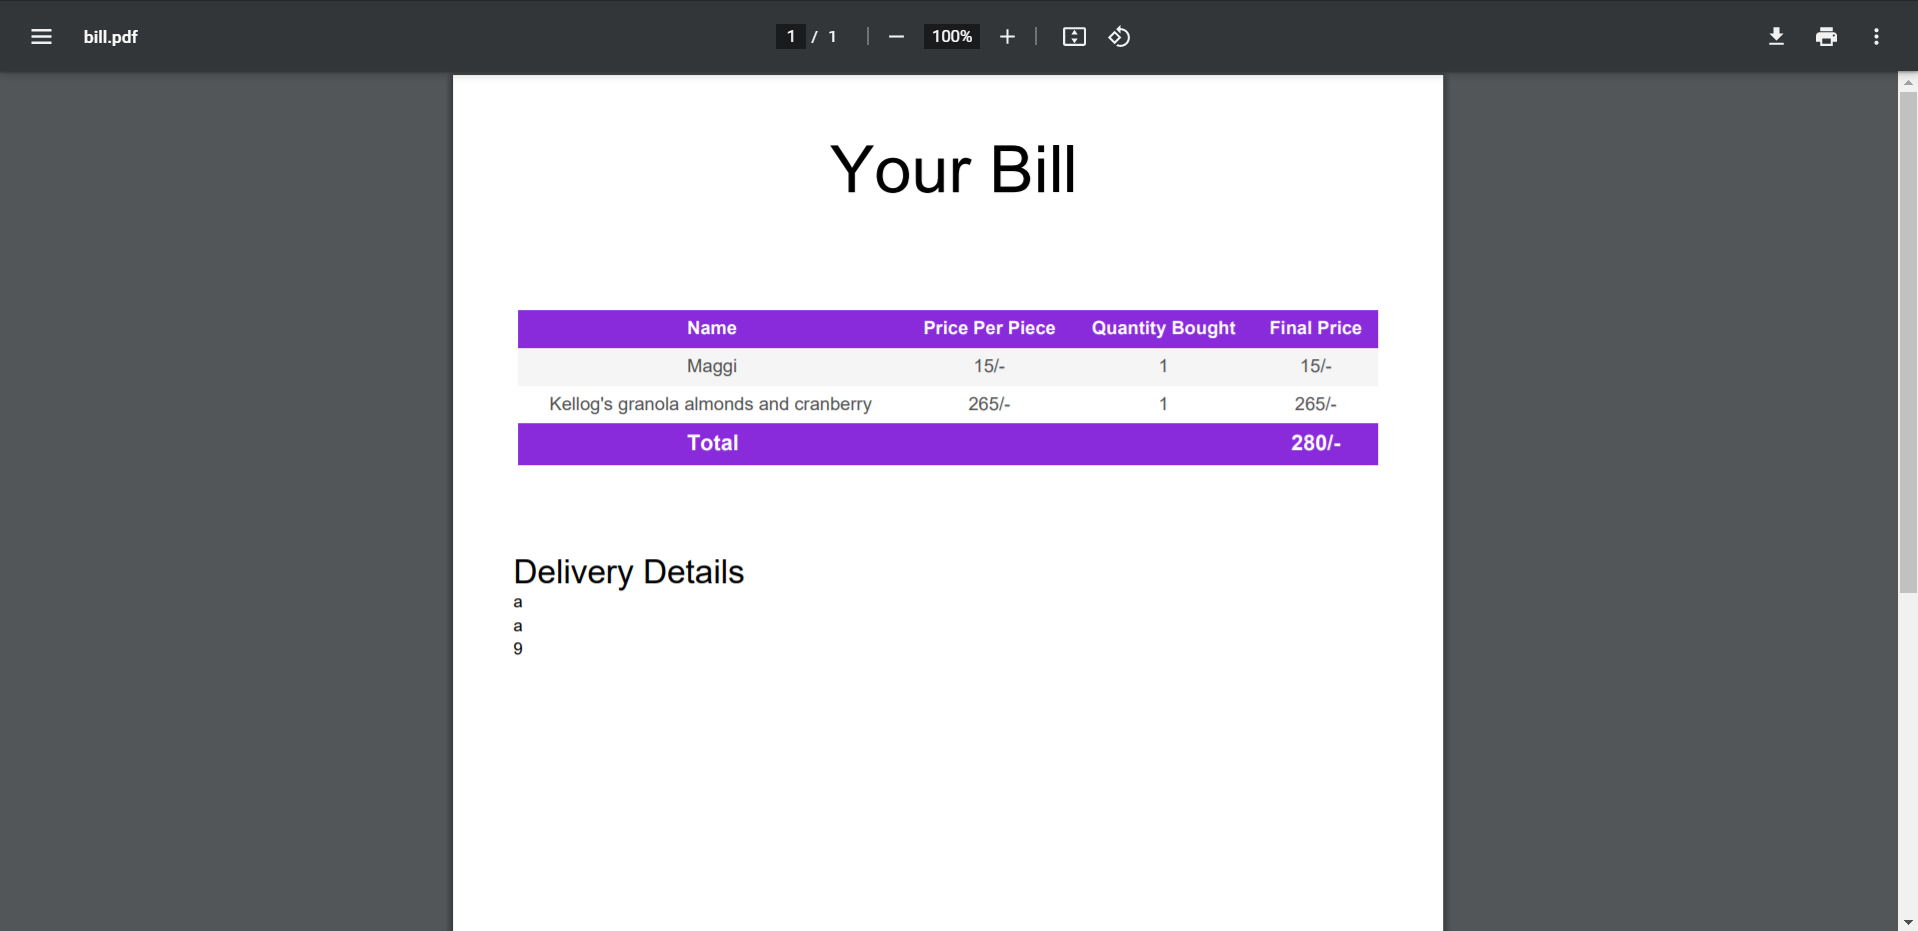 bill.pdf
1 / 1
100%
Your Bill
Name Price Per Piece Quantity Bought Final Price
Maggi 15/- 1 15/-
Kellog's granola almonds and cranberry 265/- 1 265/-
Total 280/-
Delivery Details
a
a
9